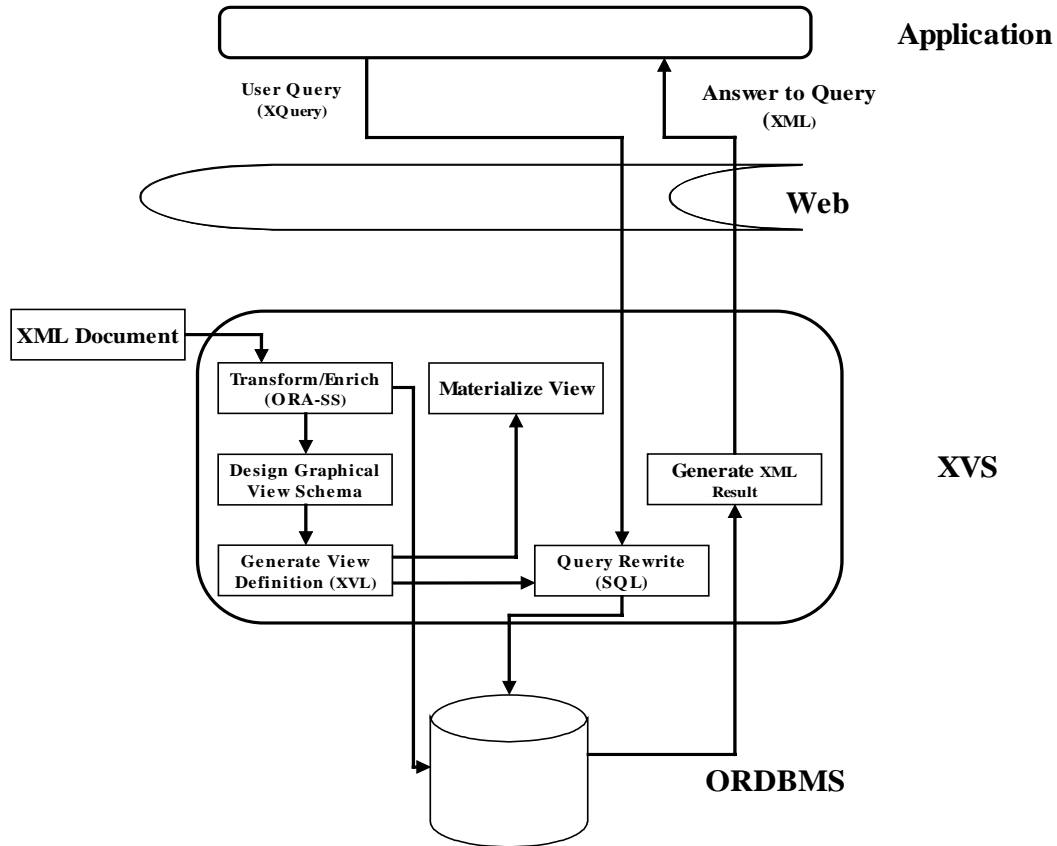 Application
User Query
(XQuery)
Answer to Query
(XML)
Web
XML Document
Transform/Enrich
(ORA-SS)
Materialize View
Design Graphical
View Schema
Generate XML
Result
XVS
Generate View
Definition (XVL)
Query Rewrite
(SQL)
ORDBMS